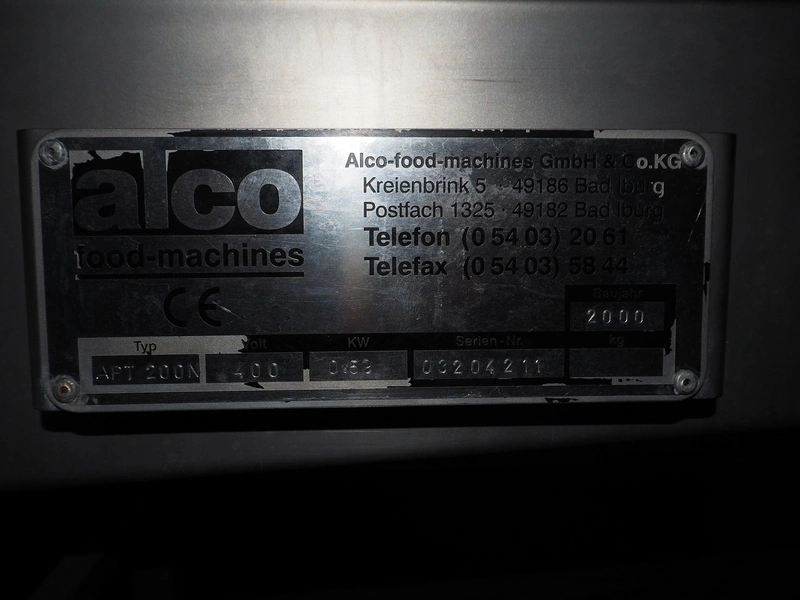 alco
food-machines
CE
Alco-food-machines GmbH & Co.KG
Kreienbrink 5 · 49186 Bad Iburg
Postfach 1325 · 49182 Bad Iburg
Telefon (0 54 03) 20 61
Telefax (0 54 03) 58 44
Baujahr
2000
Typ Volt KW Serien-Nr. kg
APT 200N 400 03204211